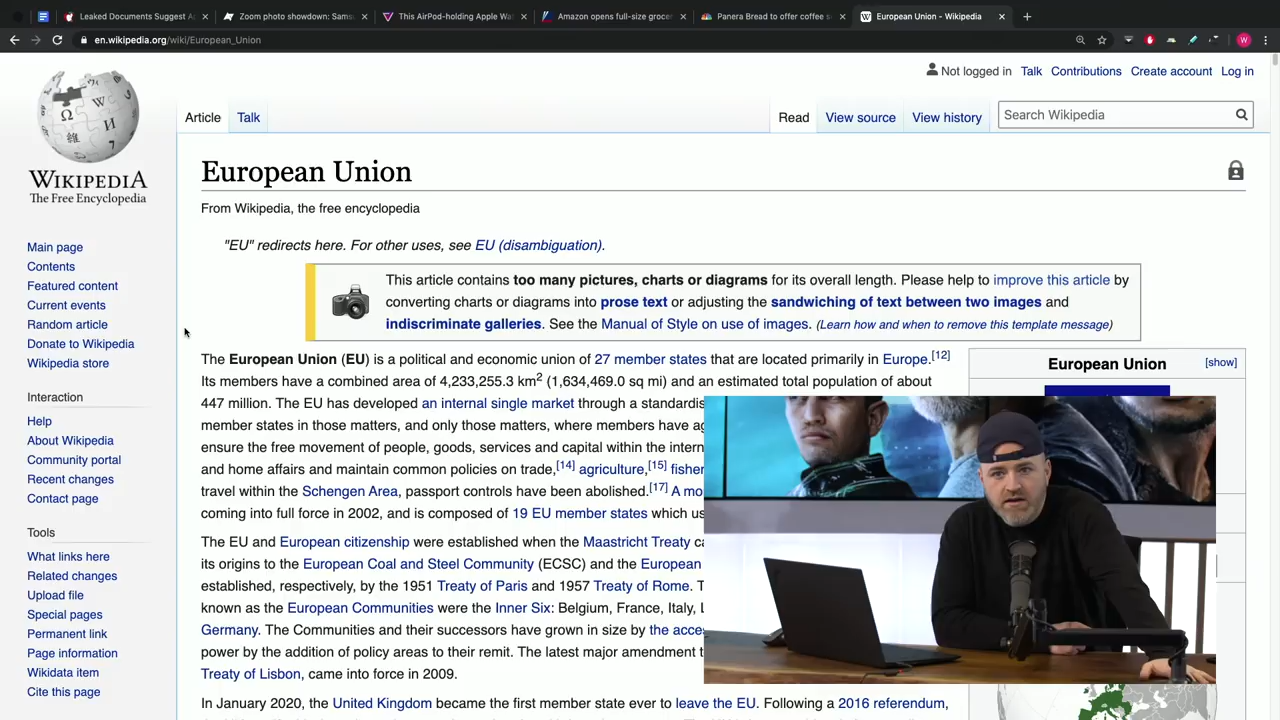 Leaked Documents Suggest A
Zoom photo showdown: Sams
This AirPod-holding Apple Wa
Amazon opens full-size groce
Panera Bread to offer coffee s
European Union - Wikipedia
en.wikipedia.org/wiki/European_Union
W
Not logged in Talk Contributions Create account Log in
Article Talk Read View source View history Search Wikipedia
WIKIPEDIA
The Free Encyclopedia
Main page
Contents
Featured content
Current events
Random article
Donate to Wikipedia
Wikipedia store
Interaction
Help
About Wikipedia
Community portal
Recent changes
Contact page
Tools
What links here
Related changes
Upload file
Special pages
Permanent link
Page information
Wikidata item
Cite this page
European Union
From Wikipedia, the free encyclopedia
"EU" redirects here. For other uses, see EU (disambiguation).
This article contains too many pictures, charts or diagrams for its overall length. Please help to improve this article by
converting charts or diagrams into prose text or adjusting the sandwiching of text between two images and
indiscriminate galleries. See the Manual of Style on use of images. (Learn how and when to remove this template message)
The European Union (EU) is a political and economic union of 27 member states that are located primarily in Europe.[12]
Its members have a combined area of 4,233,255.3 km2 (1,634,469.0 sq mi) and an estimated total population of about
447 million. The EU has developed an internal single market through a standardis
member states in those matters, and only those matters, where members have ag
ensure the free movement of people, goods, services and capital within the intern
and home affairs and maintain common policies on trade,[14] agriculture,[15] fisher
travel within the Schengen Area, passport controls have been abolished.[17] A mo
coming into full force in 2002, and is composed of 19 EU member states which us
The EU and European citizenship were established when the Maastricht Treaty ca
its origins to the European Coal and Steel Community (ECSC) and the European
established, respectively, by the 1951 Treaty of Paris and 1957 Treaty of Rome. T
known as the European Communities were the Inner Six: Belgium, France, Italy, L
Germany. The Communities and their successors have grown in size by the acces
power by the addition of policy areas to their remit. The latest major amendment t
Treaty of Lisbon, came into force in 2009.
In January 2020, the United Kingdom became the first member state ever to leave the EU. Following a 2016 referendum,
European Union [show]